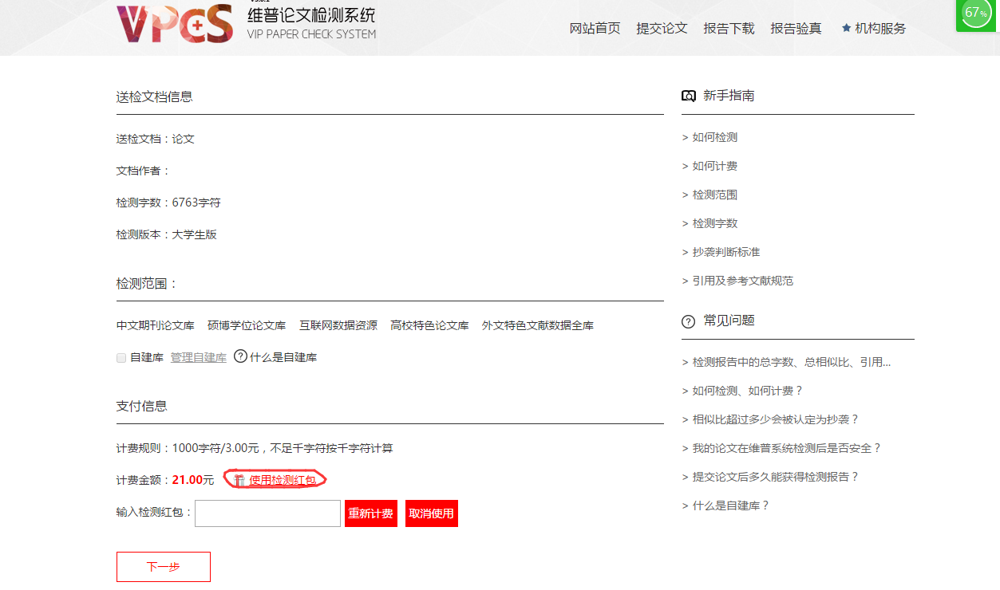 VPCS
维普论文检测系统
VIP PAPER CHECK SYSTEM
网站首页 提交论文 报告下载 报告验真 ★ 机构服务
67%
送检文档信息
送检文档：论文
文档作者：
检测字数：6763字符
检测版本：大学生版
检测范围：
中文期刊论文库 硕博学位论文库 互联网数据资源 高校特色论文库 外文特色文献数据全库
自建库 管理自建库 ? 什么是自建库
支付信息
计费规则：1000字符/3.00元，不足千字符按千字符计算
计费金额：21.00元 使用检测红包
输入检测红包： 重新计费 取消使用
下一步
新手指南
> 如何检测
> 如何计费
> 检测范围
> 检测字数
> 抄袭判断标准
> 引用及参考文献规范
? 常见问题
> 检测报告中的总字数、总相似比、引用...
> 如何检测、如何计费？
> 相似比超过多少会被认定为抄袭？
> 我的论文在维普系统检测后是否安全？
> 提交论文后多久能获得检测报告？
> 什么是自建库？